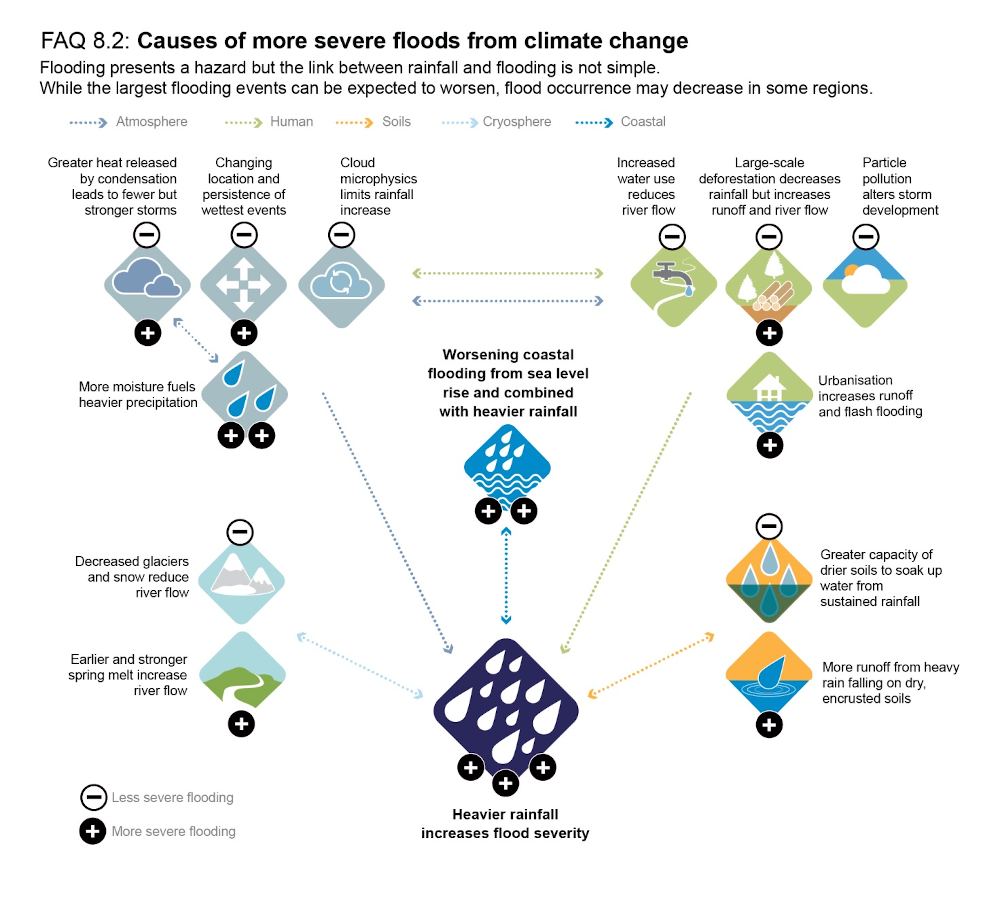 FAQ 8.2: Causes of more severe floods from climate change
Flooding presents a hazard but the link between rainfall and flooding is not simple.
While the largest flooding events can be expected to worsen, flood occurrence may decrease in some regions.
Atmosphere
Human
Soils
Cryosphere
Coastal
Greater heat released
by condensation
leads to fewer but
stronger storms
Changing
location and
persistence of
wettest events
Cloud
microphysics
limits rainfall
increase
Increased
water use
reduces
river flow
Large-scale
deforestation decreases
rainfall but increases
runoff and river flow
Particle
pollution
alters storm
development
More moisture fuels
heavier precipitation
Worsening coastal
flooding from sea level
rise and combined
with heavier rainfall
Urbanisation
increases runoff
and flash flooding
Decreased glaciers
and snow reduce
river flow
Greater capacity of
drier soils to soak up
water from
sustained rainfall
Earlier and stronger
spring melt increase
river flow
More runoff from heavy
rain falling on dry,
encrusted soils
Heavier rainfall
increases flood severity
Less severe flooding
More severe flooding